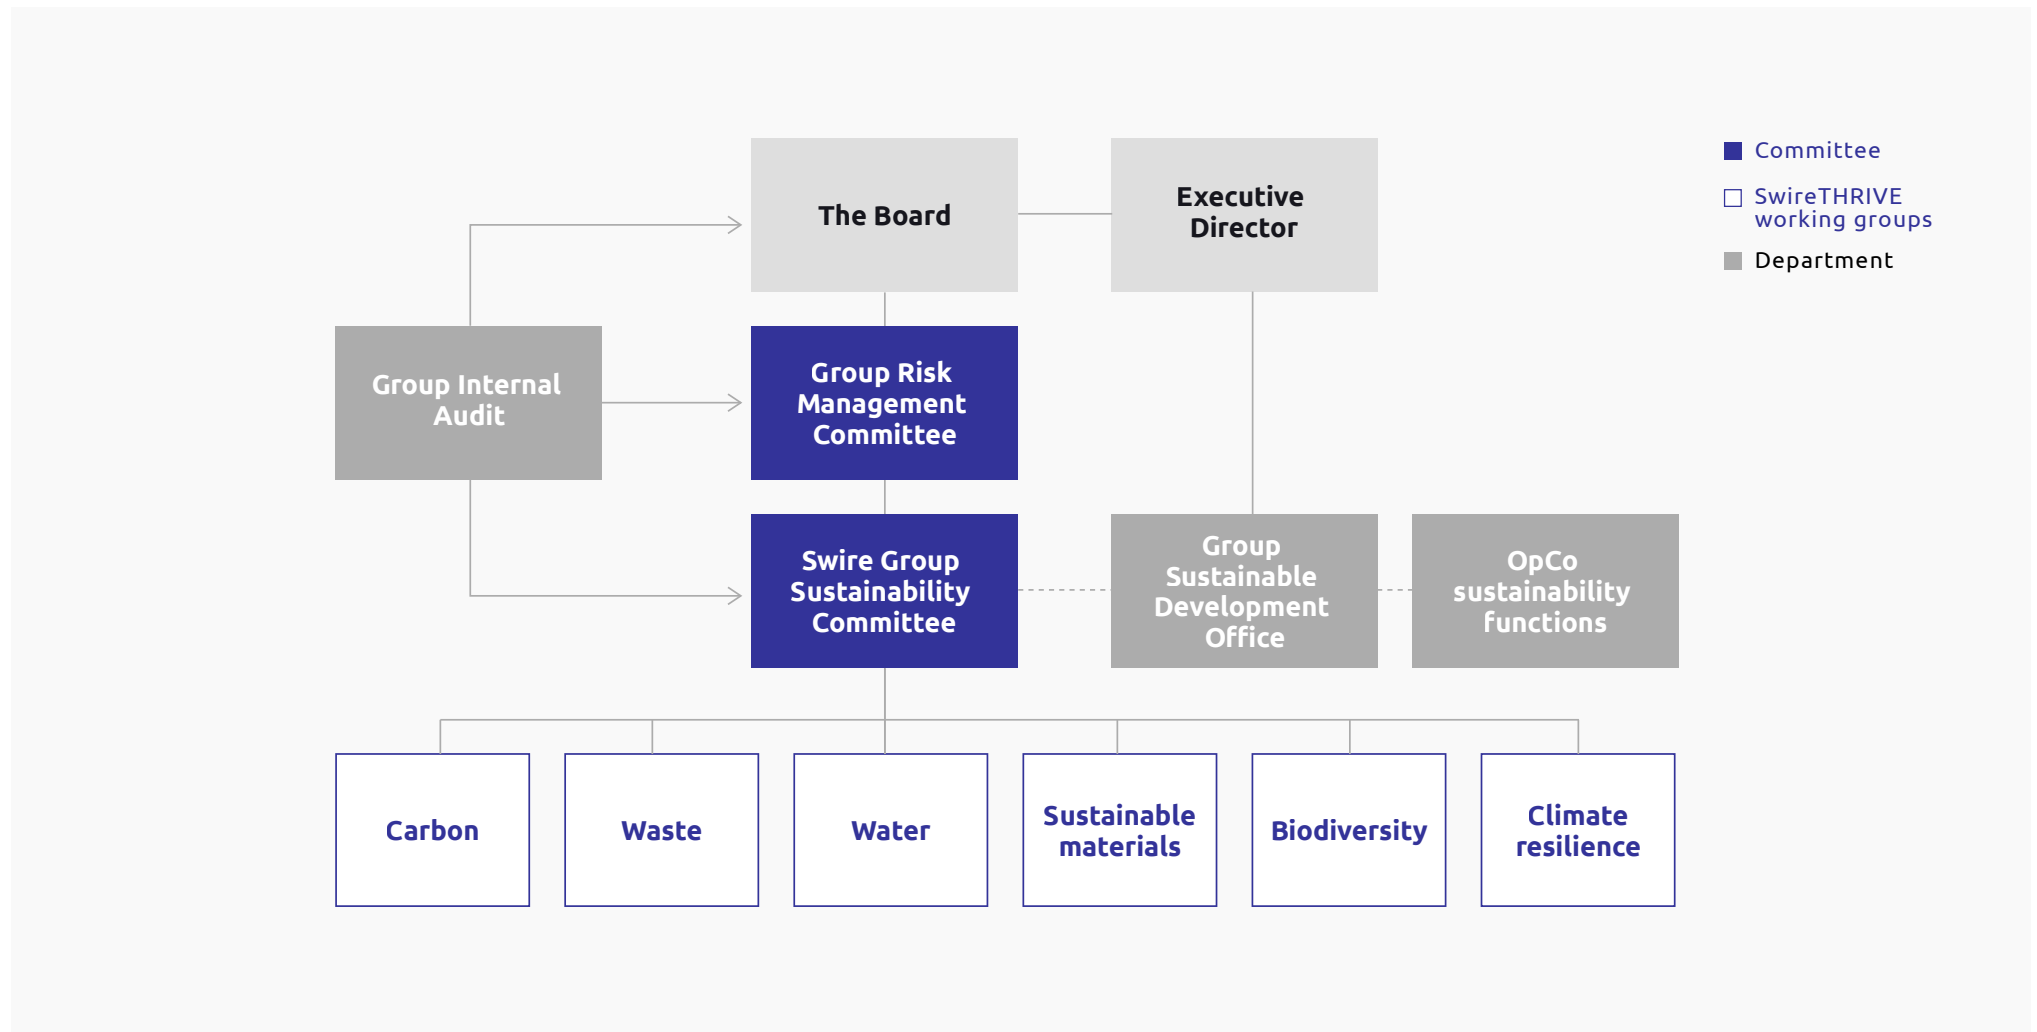 The Board
Executive
Director
Committee
SwireTHRIVE
working groups
Department
Group Internal
Audit
Group Risk
Management
Committee
Swire Group
Sustainability
Committee
Group
Sustainable
Development
Office
OpCo
sustainability
functions
Carbon
Waste
Water
Sustainable
materials
Biodiversity
Climate
resilience